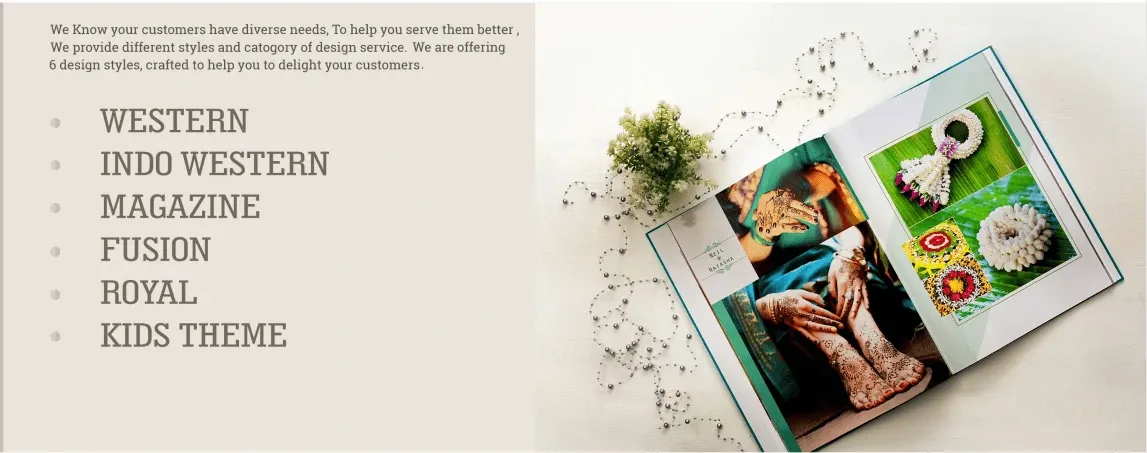 We Know your customers have diverse needs, To help you serve them better ,
We provide different styles and catogory of design service. We are offering
6 design styles, crafted to help you to delight your customers.
WESTERN
INDO WESTERN
MAGAZINE
FUSION
ROYAL
KIDS THEME
Neil
&
Natasha